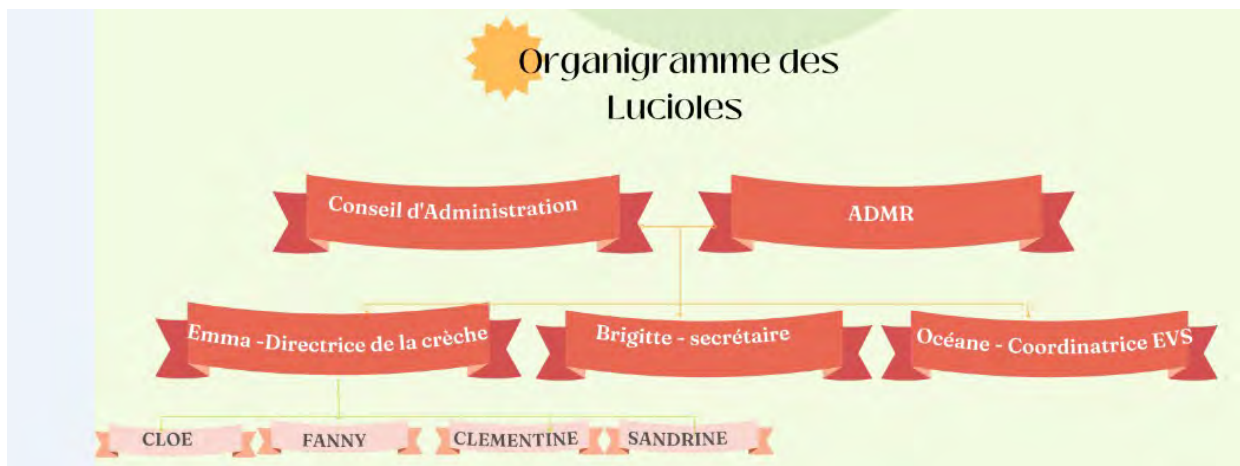 Organigramme des
Lucioles
Conseil d'Administration
ADMR
Emma -Directrice de la crèche
Brigitte - secrétaire
Océane - Coordinatrice EVS
CLOE
FANNY
CLEMENTINE
SANDRINE